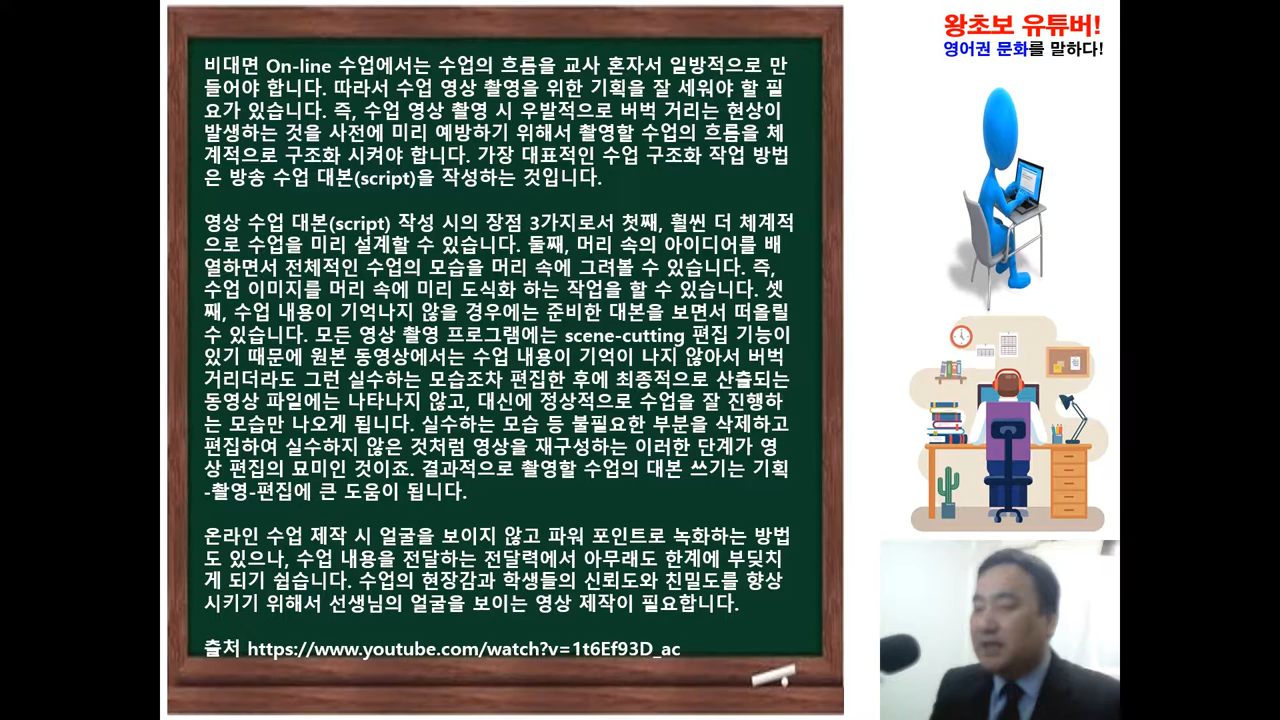 왕초보 유튜버!
영어권 문화를 말하다!
비대면 On-line 수업에서는 수업의 흐름을 교사 혼자서 일방적으로 만
들어야 합니다. 따라서 수업 영상 촬영을 위한 기획을 잘 세워야 할 필
요가 있습니다. 즉, 수업 영상 촬영 시 우발적으로 버벅 거리는 현상이
발생하는 것을 사전에 미리 예방하기 위해서 촬영할 수업의 흐름을 체
계적으로 구조화 시켜야 합니다. 가장 대표적인 수업 구조화 작업 방법
은 방송 수업 대본(script)을 작성하는 것입니다.
영상 수업 대본(script) 작성 시의 장점 3가지로서 첫째, 훨씬 더 체계적
으로 수업을 미리 설계할 수 있습니다. 둘째, 머리 속의 아이디어를 배
열하면서 전체적인 수업의 모습을 머리 속에 그려볼 수 있습니다. 즉,
수업 이미지를 머리 속에 미리 도식화 하는 작업을 할 수 있습니다. 셋
째, 수업 내용이 기억나지 않을 경우에는 준비한 대본을 보면서 떠올릴
수 있습니다. 모든 영상 촬영 프로그램에는 scene-cutting 편집 기능이
있기 때문에 원본 동영상에서는 수업 내용이 기억이 나지 않아서 버벅
거리더라도 그런 실수하는 모습조차 편집한 후에 최종적으로 산출되는
동영상 파일에는 나타나지 않고, 대신에 정상적으로 수업을 잘 진행하
는 모습만 나오게 됩니다. 실수하는 모습 등 불필요한 부분을 삭제하고
편집하여 실수하지 않은 것처럼 영상을 재구성하는 이러한 단계가 영
상 편집의 묘미인 것이죠. 결과적으로 촬영할 수업의 대본 쓰기는 기획
-촬영-편집에 큰 도움이 됩니다.
온라인 수업 제작 시 얼굴을 보이지 않고 파워 포인트로 녹화하는 방법
도 있으나, 수업 내용을 전달하는 전달력에서 아무래도 한계에 부딪치
게 되기 쉽습니다. 수업의 현장감과 학생들의 신뢰도와 친밀도를 향상
시키기 위해서 선생님의 얼굴을 보이는 영상 제작이 필요합니다.
출처 https://www.youtube.com/watch?v=1t6Ef93D_ac